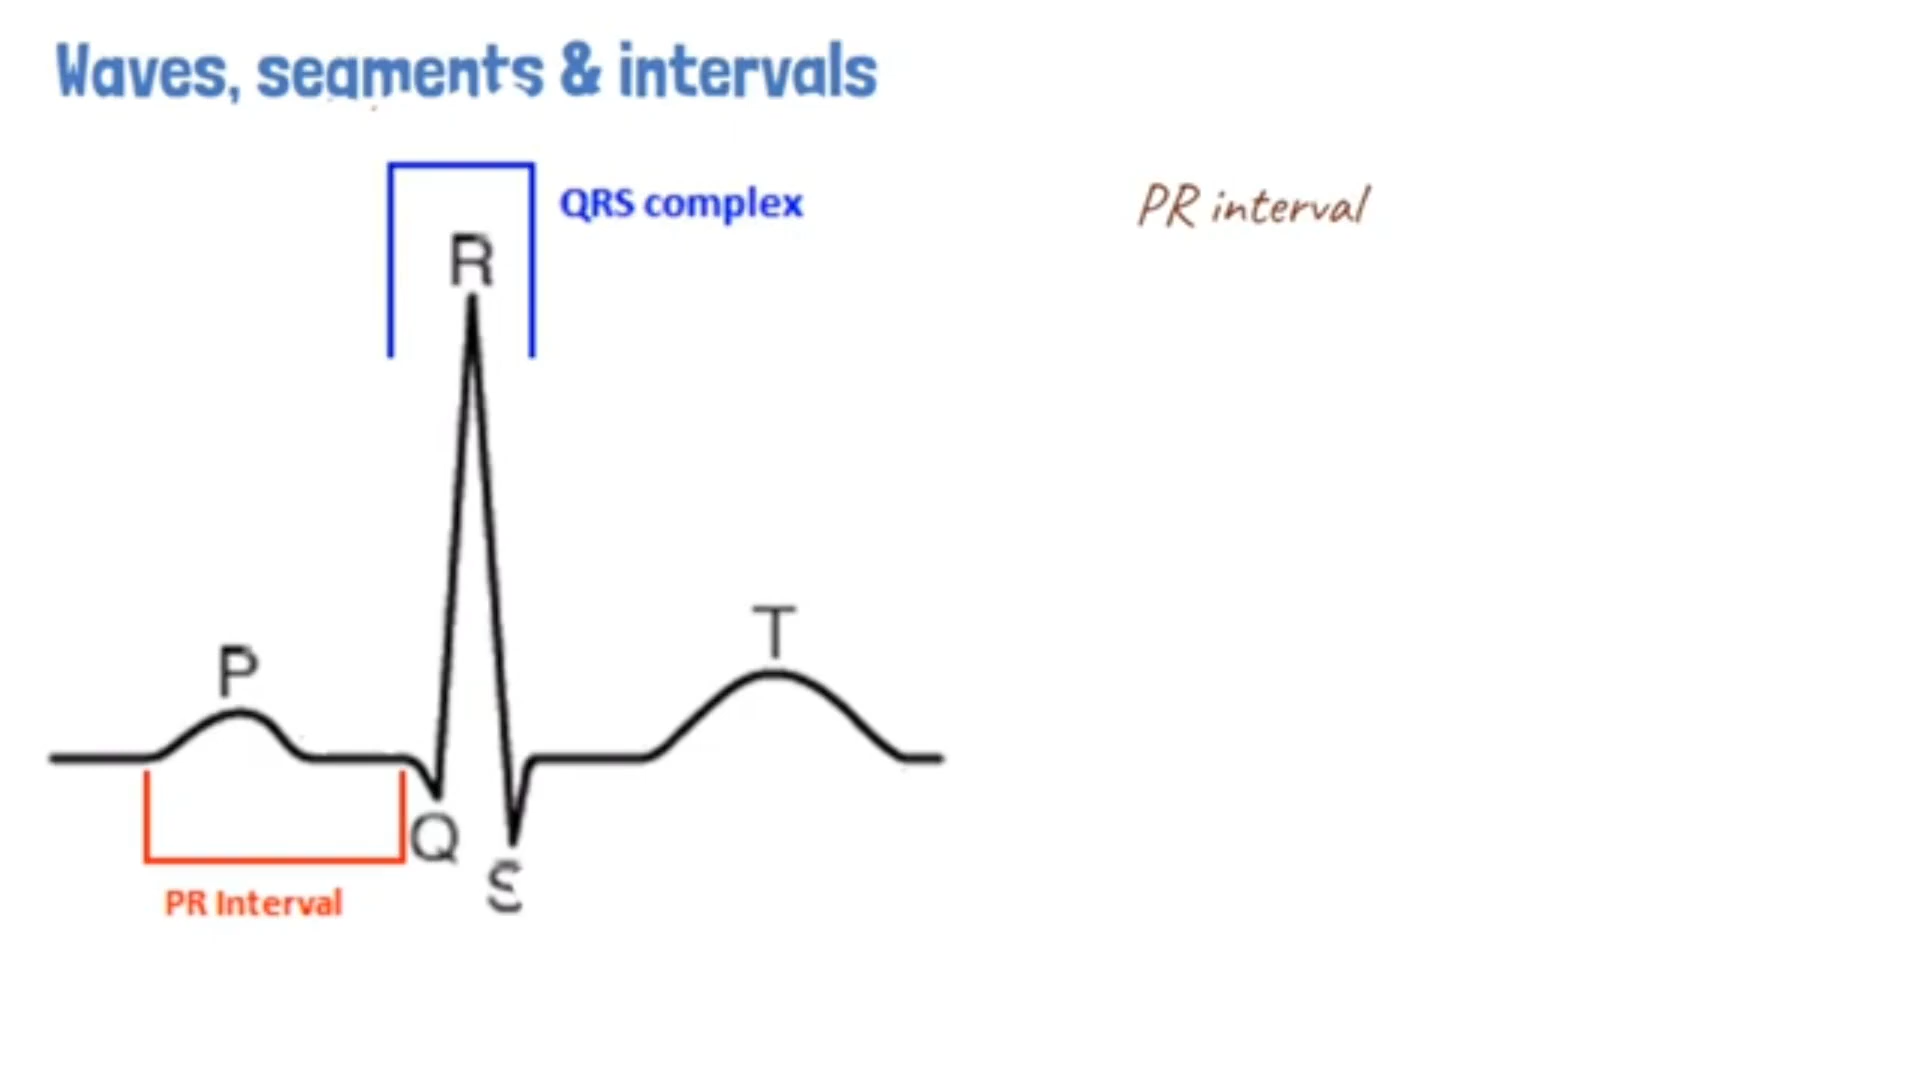 Waves, segments & intervals
QRS complex
PR interval
R
T
P
Q
S
PR Interval